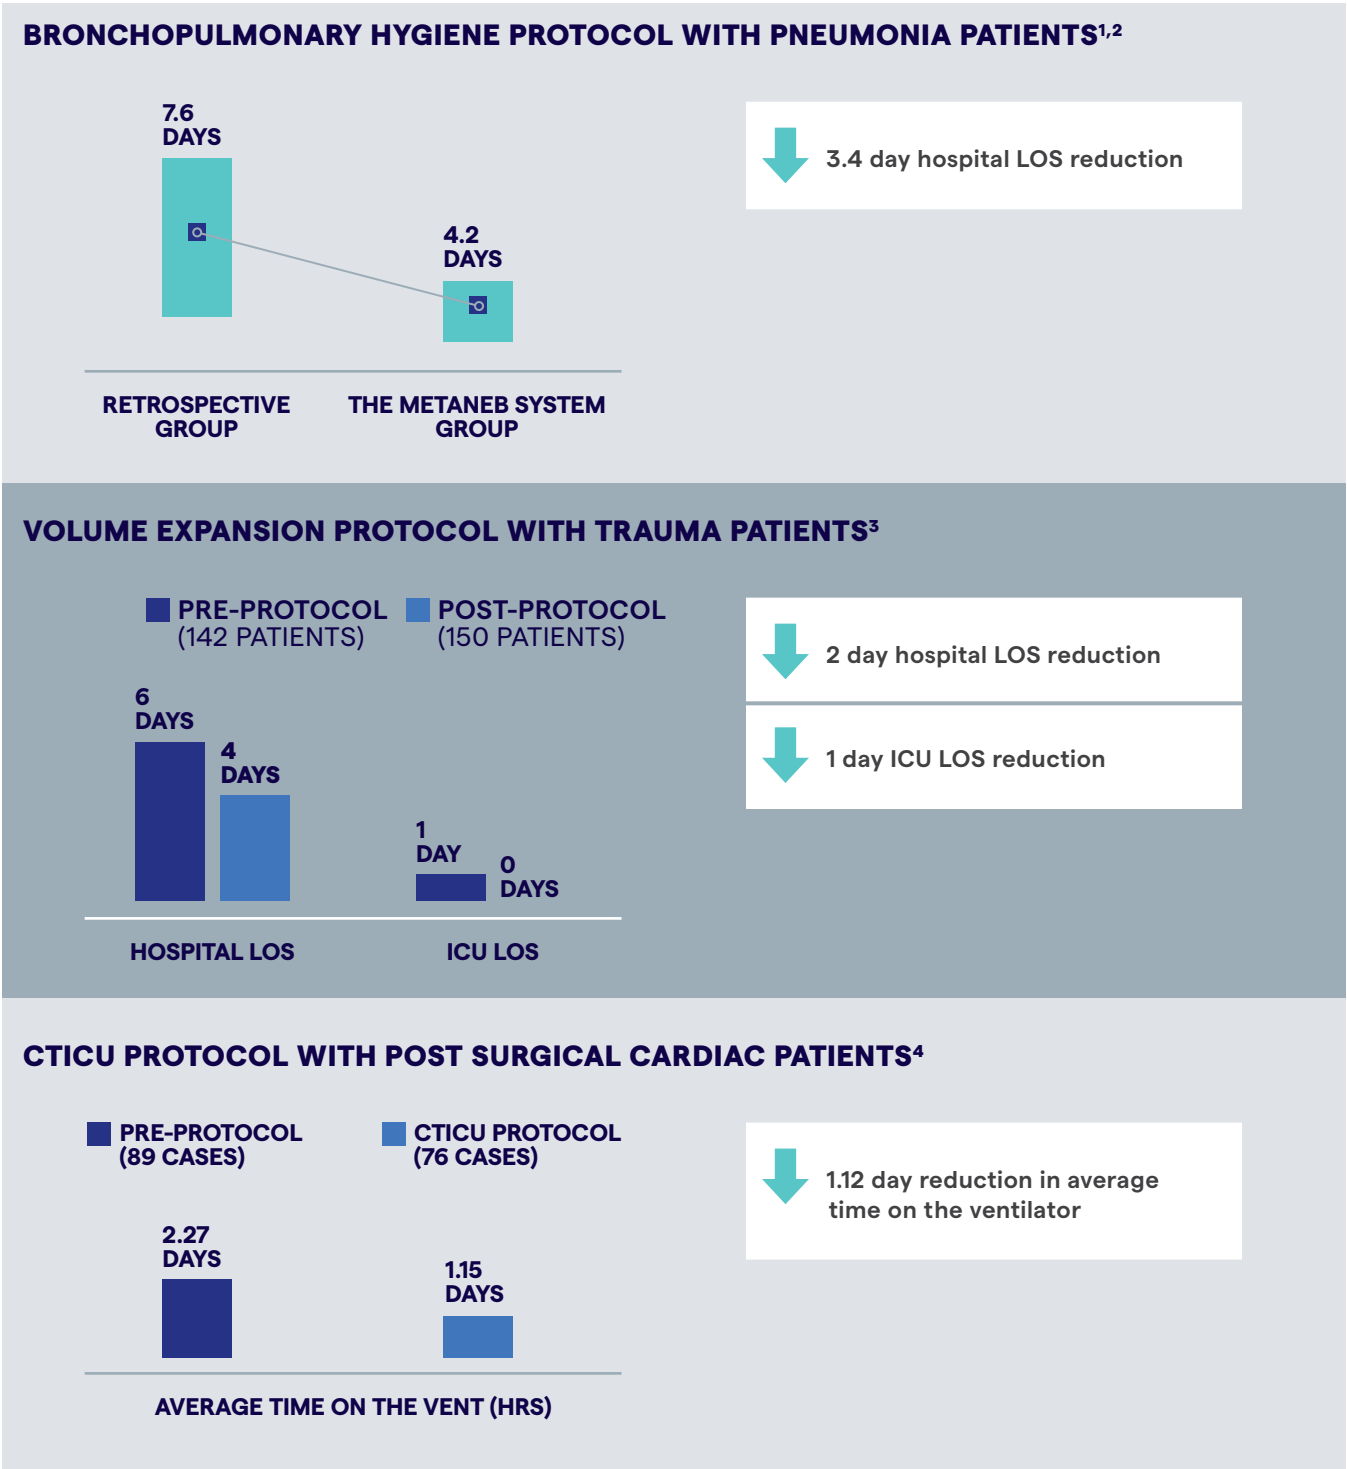 BRONCHOPULMONARY HYGIENE PROTOCOL WITH PNEUMONIA PATIENTS1,2
7.6
DAYS
4.2
DAYS
RETROSPECTIVE
GROUP
THE METANEB SYSTEM
GROUP
3.4 day hospital LOS reduction
VOLUME EXPANSION PROTOCOL WITH TRAUMA PATIENTS3
PRE-PROTOCOL
(142 PATIENTS)
POST-PROTOCOL
(150 PATIENTS)
6
DAYS
4
DAYS
1
DAY
0
DAYS
HOSPITAL LOS
ICU LOS
2 day hospital LOS reduction
1 day ICU LOS reduction
CTICU PROTOCOL WITH POST SURGICAL CARDIAC PATIENTS4
PRE-PROTOCOL
(89 CASES)
CTICU PROTOCOL
(76 CASES)
2.27
DAYS
1.15
DAYS
AVERAGE TIME ON THE VENT (HRS)
1.12 day reduction in average
time on the ventilator